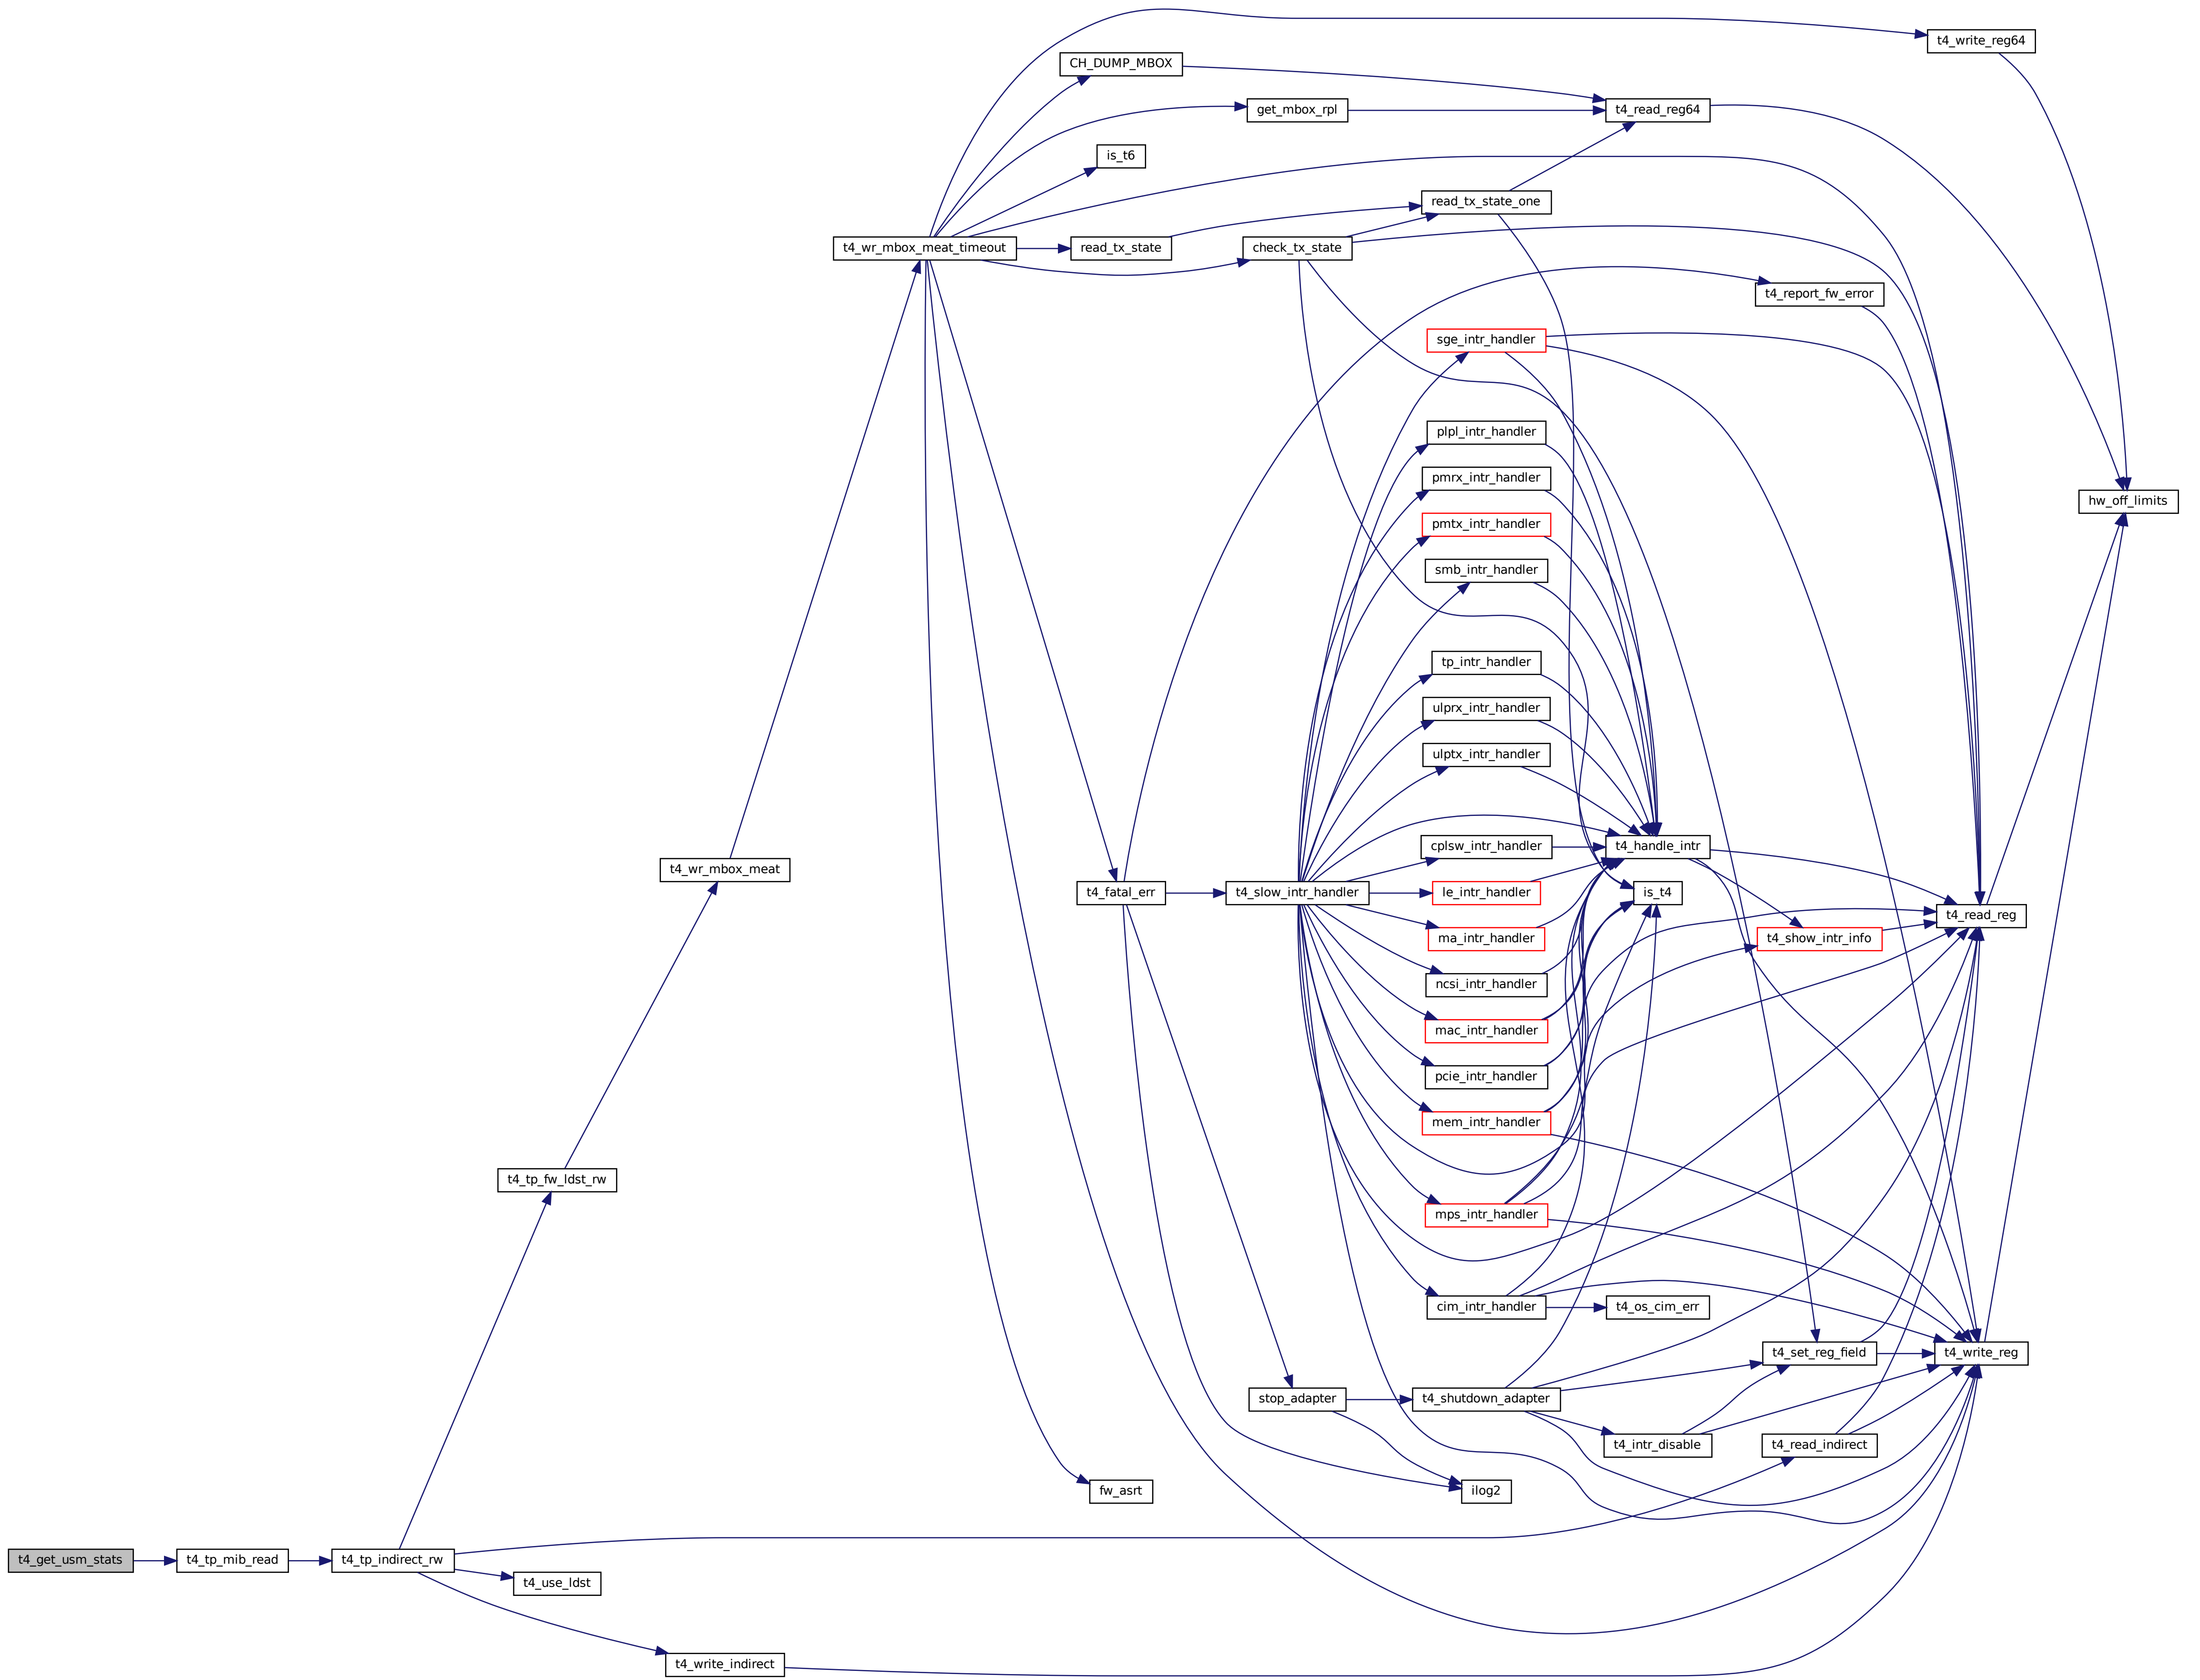 t4_write_reg64
CH_DUMP_MBOX
get_mbox_rpl
t4_read_reg64
is_t6
read_tx_state_one
t4_wr_mbox_meat_timeout
read_tx_state
check_tx_state
t4_report_fw_error
sge_intr_handler
plpl_intr_handler
pmrx_intr_handler
hw_off_limits
pmtx_intr_handler
smb_intr_handler
tp_intr_handler
ulprx_intr_handler
ulptx_intr_handler
cplsw_intr_handler
t4_handle_intr
t4_wr_mbox_meat
t4_fatal_err
t4_slow_intr_handler
le_intr_handler
is_t4
t4_read_reg
ma_intr_handler
t4_show_intr_info
ncsi_intr_handler
mac_intr_handler
pcie_intr_handler
mem_intr_handler
t4_tp_fw_ldst_rw
mps_intr_handler
cim_intr_handler
t4_os_cim_err
t4_set_reg_field
t4_write_reg
stop_adapter
t4_shutdown_adapter
t4_intr_disable
t4_read_indirect
fw_asrt
ilog2
t4_get_usm_stats
t4_tp_mib_read
t4_tp_indirect_rw
t4_use_ldst
t4_write_indirect